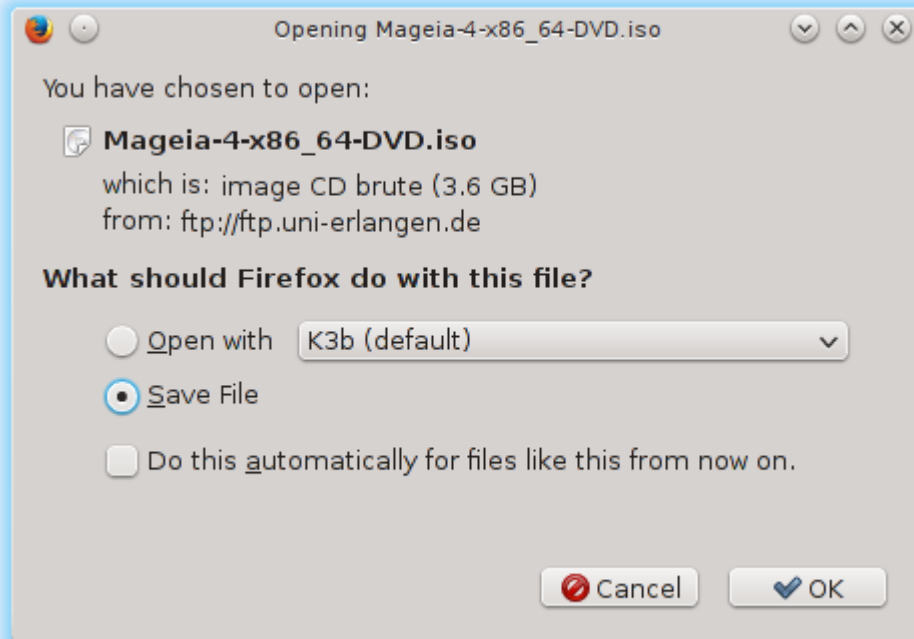 Opening Mageia-4-x86_64-DVD.iso
You have chosen to open:
Mageia-4-x86_64-DVD.iso
which is: image CD brute (3.6 GB)
from: ftp://ftp.uni-erlangen.de
What should Firefox do with this file?
Open with K3b (default)
Save File
Do this automatically for files like this from now on.
Cancel OK